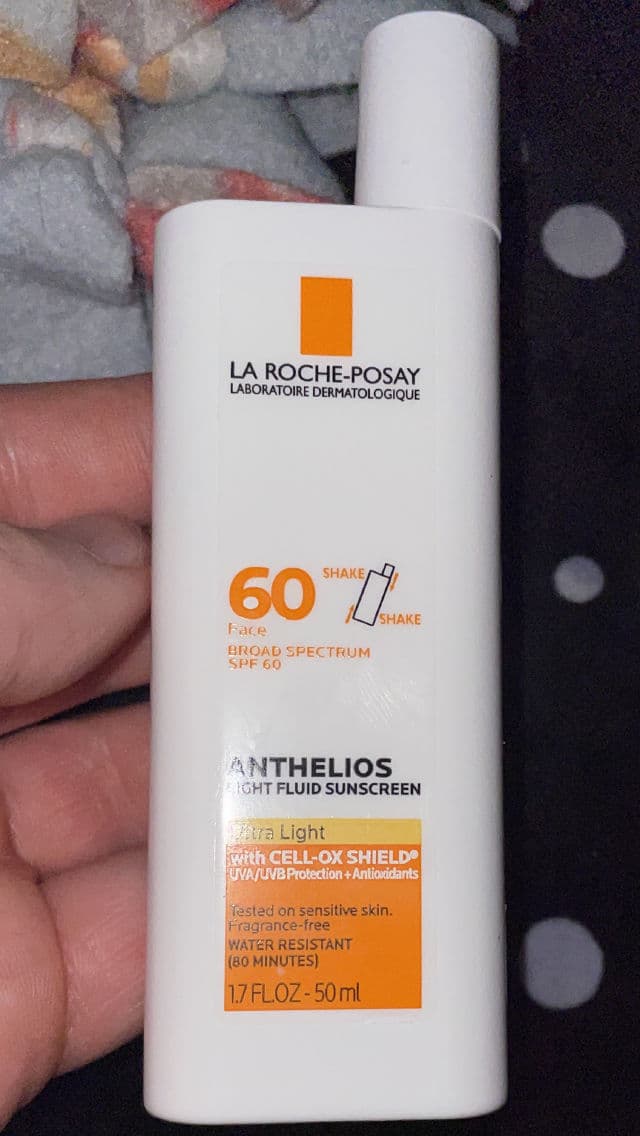 LA ROCHE-POSAY
LABORATOIRE DERMATOLOGIQUE
60
SHAKE
SHAKE
Face
BROAD SPECTRUM
SPF 60
ANTHELIOS
LIGHT FLUID SUNSCREEN
Ultra Light
with CELL-OX SHIELD®
UVA/UVB Protection + Antioxidants
Tested on sensitive skin.
Fragrance-free
WATER RESISTANT
(80 MINUTES)
1.7 FL.OZ - 50 ml